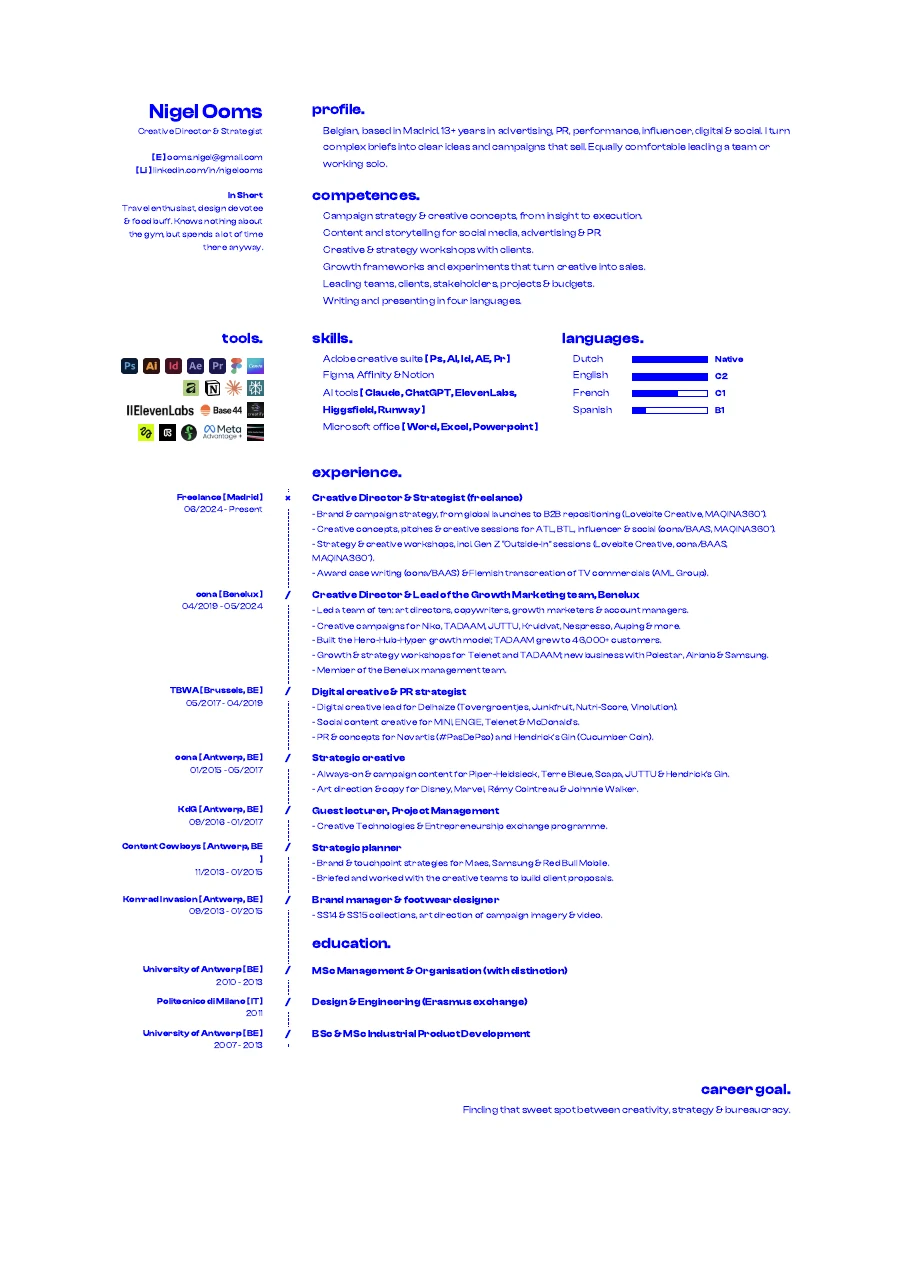 Nigel Ooms
Creative Director & Strategist
[E] ooms.nigel@gmail.com
[Li] linkedin.com/in/nigelooms
In Short
Travel enthusiast, design devotee
& food buff. Knows nothing about
the gym, but spends a lot of time
there anyway.
profile.
Belgian, based in Madrid. 13+ years in advertising, PR, performance, influencer, digital & social. I turn
complex briefs into clear ideas and campaigns that sell. Equally comfortable leading a team or
working solo.
competences.
Campaign strategy & creative concepts, from insight to execution.
Content and storytelling for social media, advertising & PR.
Creative & strategy workshops with clients.
Growth frameworks and experiments that turn creative into sales.
Leading teams, clients, stakeholders, projects & budgets.
Writing and presenting in four languages.
tools.
Ps Ai Id Ae Pr Canva
IIElevenLabs Base 44
Meta
Advantage +
skills.
Adobe creative suite [ Ps, Ai, Id, AE, Pr ]
Figma, Affinity & Notion
AI tools [ Claude, ChatGPT, ElevenLabs,
Higgsfield, Runway ]
Microsoft office [ Word, Excel, Powerpoint ]
languages.
Dutch Native
English C2
French C1
Spanish B1
experience.
Freelance [ Madrid ] × Creative Director & Strategist (freelance)
06/2024 - Present
- Brand & campaign strategy, from global launches to B2B repositioning (Lovebite Creative, MAQINA360°).
- Creative concepts, pitches & creative sessions for ATL, BTL, influencer & social (oona/BAAS, MAQINA360°).
- Strategy & creative workshops, incl. Gen Z "Outside-In" sessions (Lovebite Creative, oona/BAAS,
MAQINA360°).
- Award case writing (oona/BAAS) & Flemish transcreation of TV commercials (AML Group).
oona [ Benelux ] / Creative Director & Lead of the Growth Marketing team, Benelux
04/2019 - 05/2024
- Led a team of ten: art directors, copywriters, growth marketers & account managers.
- Creative campaigns for Niko, TADAAM, JUTTU, Kruidvat, Nespresso, Auping & more.
- Built the Hero-Hub-Hyper growth model; TADAAM grew to 46,000+ customers.
- Growth & strategy workshops for Telenet and TADAAM; new business with Polestar, Airbnb & Samsung.
- Member of the Benelux management team.
TBWA [ Brussels, BE ] / Digital creative & PR strategist
05/2017 - 04/2019
- Digital creative lead for Delhaize (Tovergroentjes, Junkfruit, Nutri-Score, Vinolution).
- Social content creative for MINI, ENGIE, Telenet & McDonald's.
- PR & concepts for Novartis (#PasDePso) and Hendrick's Gin (Cucumber Coin).
oona [ Antwerp, BE ] / Strategic creative
01/2015 - 05/2017
- Always-on & campaign content for Piper-Heidsieck, Terre Bleue, Scapa, JUTTU & Hendrick's Gin.
- Art direction & copy for Disney, Marvel, Rémy Cointreau & Johnnie Walker.
KdG [ Antwerp, BE ] / Guest lecturer, Project Management
09/2016 - 01/2017
- Creative Technologies & Entrepreneurship exchange programme.
Content Cowboys [ Antwerp, BE / Strategic planner
]
11/2013 - 01/2015
- Brand & touchpoint strategies for Maes, Samsung & Red Bull Mobile.
- Briefed and worked with the creative teams to build client proposals.
Komrad Invasion [ Antwerp, BE ] / Brand manager & footwear designer
09/2013 - 01/2015
- SS14 & SS15 collections, art direction of campaign imagery & video.
education.
University of Antwerp [ BE ] / MSc Management & Organisation (with distinction)
2010 - 2013
Politecnico di Milano [ IT ] / Design & Engineering (Erasmus exchange)
2011
University of Antwerp [ BE ] / BSc & MSc Industrial Product Development
2007 - 2013
career goal.
Finding that sweet spot between creativity, strategy & bureaucracy.